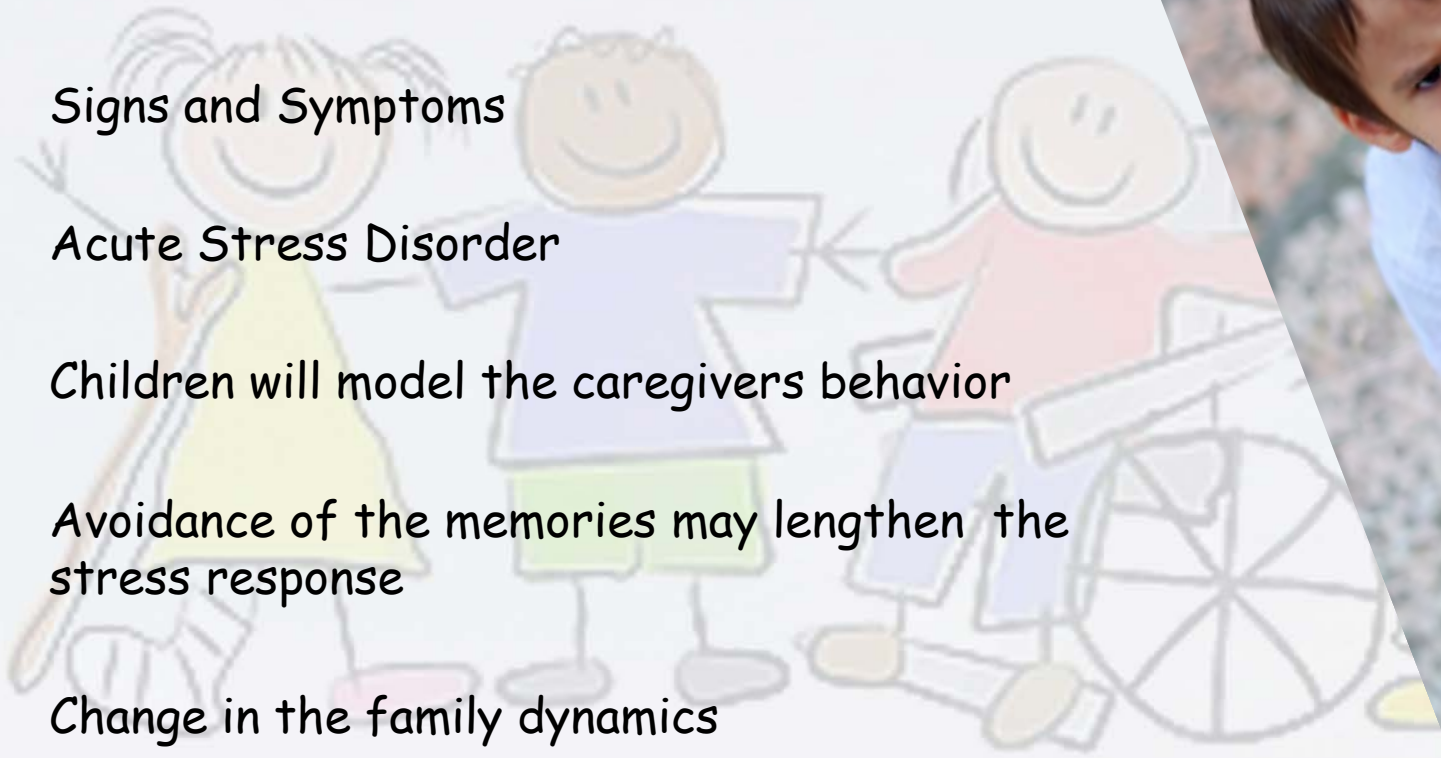 Signs and Symptoms
Acute Stress Disorder
Children will model the caregivers behavior
Avoidance of the memories may lengthen  the
stress response
Change in the family dynamics